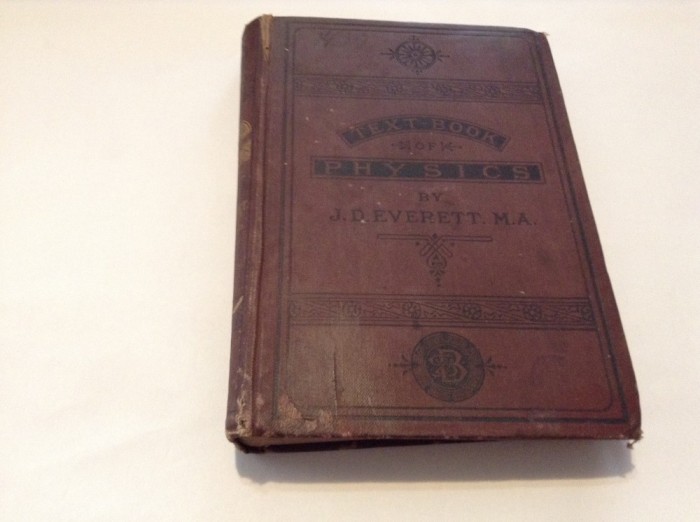 TEXT-BOOK
OF
PHYSICS
BY
J. D. EVERETT. M.A.
B